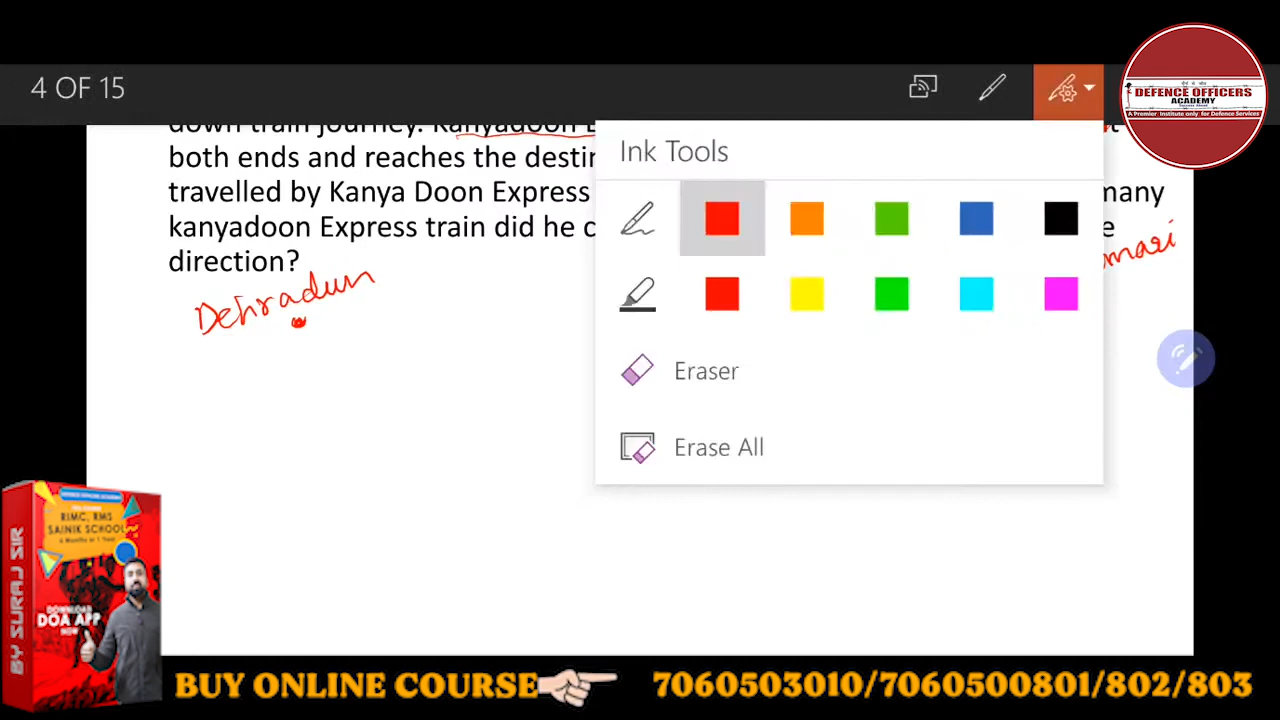 4 OF 15
DEFENCE OFFICERS
ACADEMY
A Premier Institute only for Defence Services
down train journey. Kanyadoon E
both ends and reaches the destin
travelled by Kanya Doon Express
many
kanyadoon Express train did he c
e
direction?
mari
Dehradun
Ink Tools
Eraser
Erase All
RIMC, RMS
SAINIK SCHOOL
DOWNLOAD
DOA APP
NOW
BY SURAJ SIR
BUY ONLINE COURSE
7060503010/7060500801/802/803